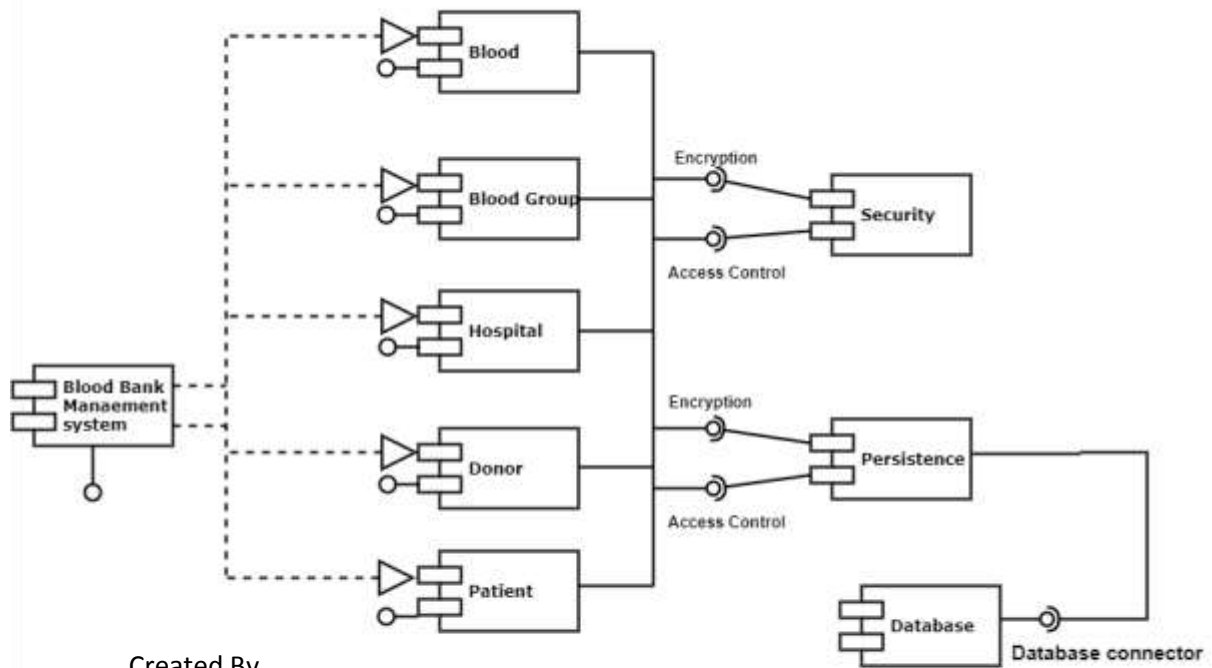 Blood
Encryption
Blood Group
Security
Access Control
Hospital
Blood Bank
Manaement
system
Encryption
Donor
Persistence
Access Control
Patient
Database
Database connector
Created By